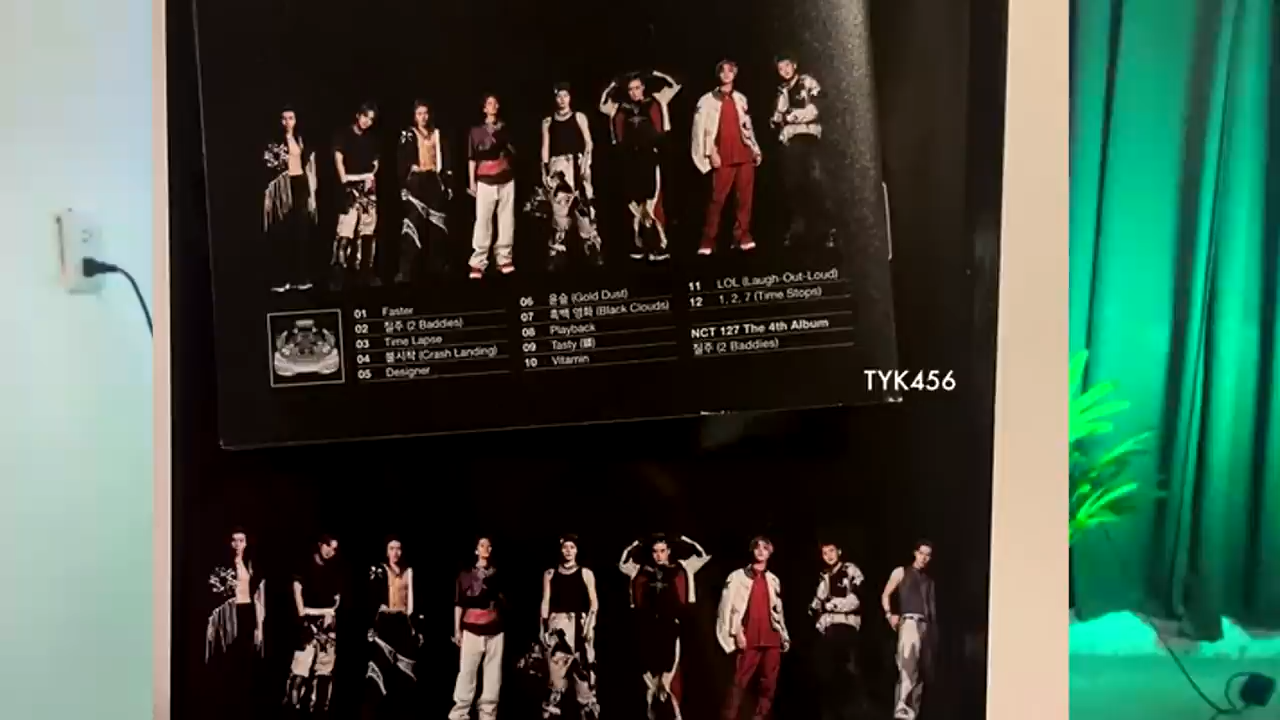 01 Faster
02 질주 (2 Baddies)
03 Time Lapse
04 불시착 (Crash Landing)
05 Designer
06 윤슬 (Gold Dust)
07 흑백 영화 (Black Clouds)
08 Playback
09 Tasty (貘)
10 Vitamin
11 LOL (Laugh-Out-Loud)
12 1, 2, 7 (Time Stops)
NCT 127 The 4th Album
질주 (2 Baddies)
TYK456